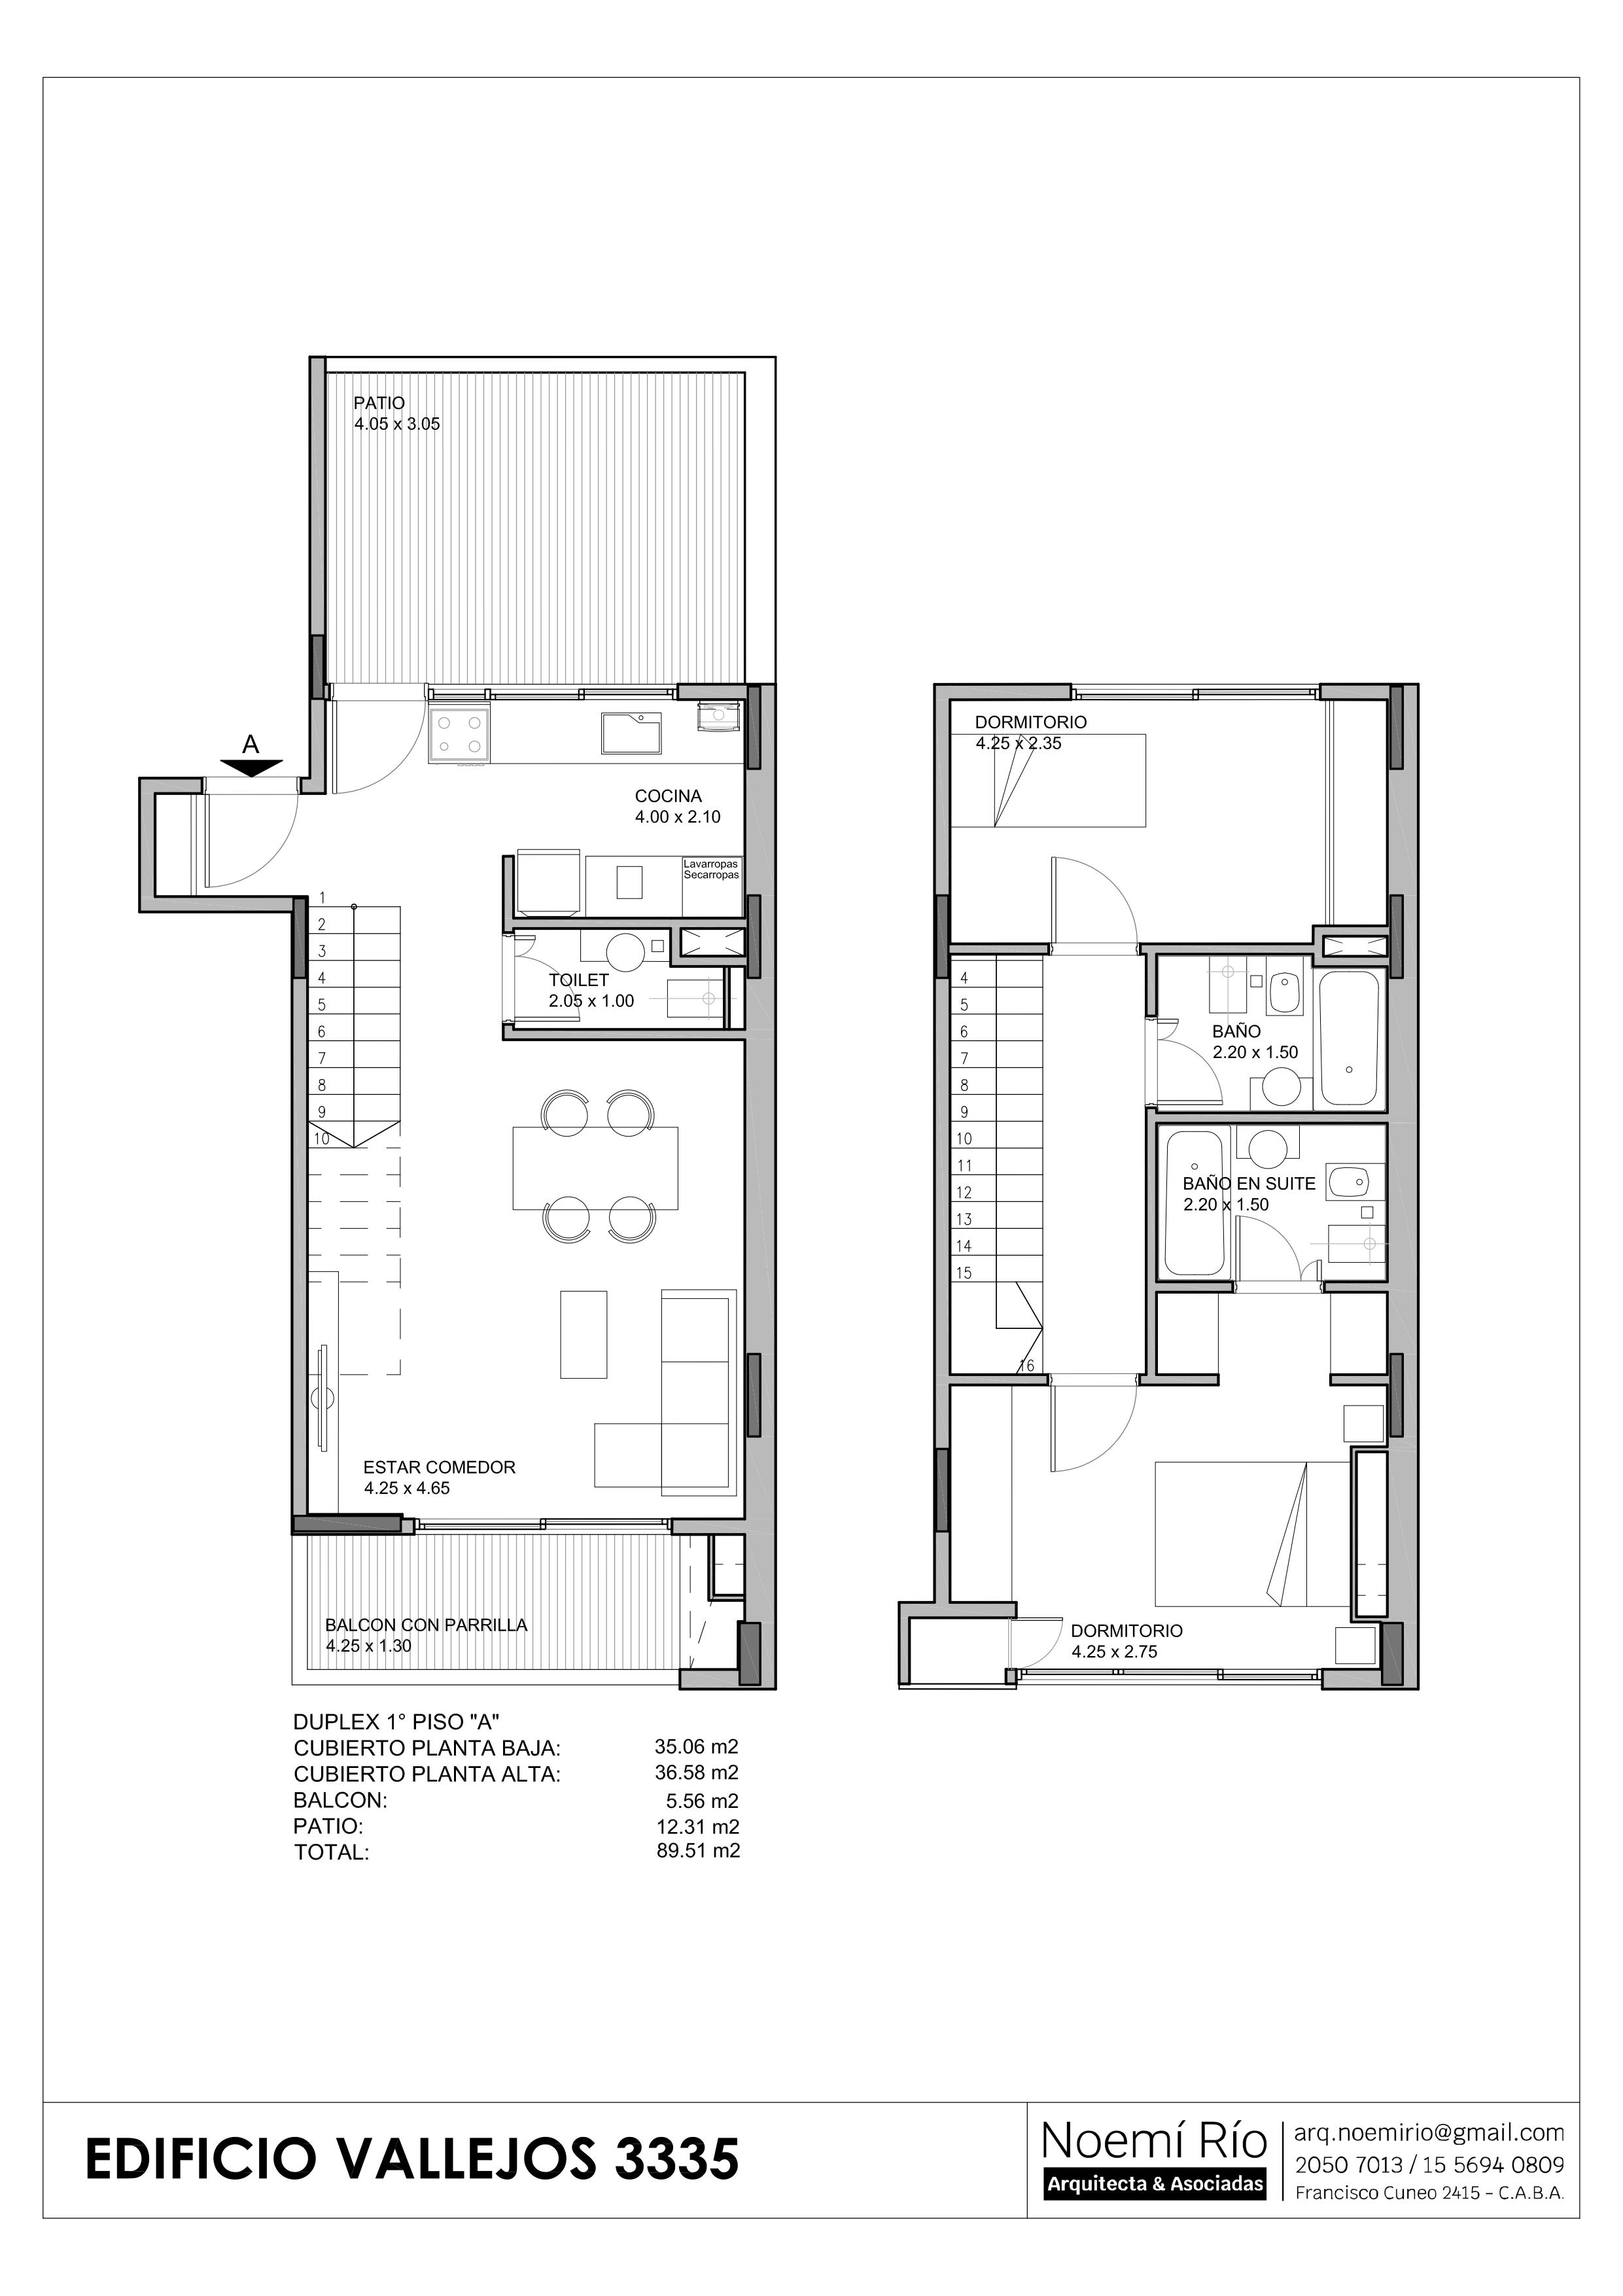 PATIO
4.05 x 3.05
A
COCINA
4.00 x 2.10
Lavarropas
Secarropas
1
2
3
4
5
6
7
8
9
10
TOILET
2.05 x 1.00
ESTAR COMEDOR
4.25 x 4.65
BALCON CON PARRILLA
4.25 x 1.30
DORMITORIO
4.25 x 2.35
4
5
6
7
8
9
10
11
12
13
14
15
16
BAÑO
2.20 x 1.50
BAÑO EN SUITE
2.20 x 1.50
DORMITORIO
4.25 x 2.75
DUPLEX 1° PISO "A"
CUBIERTO PLANTA BAJA: 35.06 m2
CUBIERTO PLANTA ALTA: 36.58 m2
BALCON: 5.56 m2
PATIO: 12.31 m2
TOTAL: 89.51 m2
EDIFICIO VALLEJOS 3335
Noemí Río
Arquitecta & Asociadas
arq.noemirio@gmail.com
2050 7013 / 15 5694 0809
Francisco Cuneo 2415 - C.A.B.A.